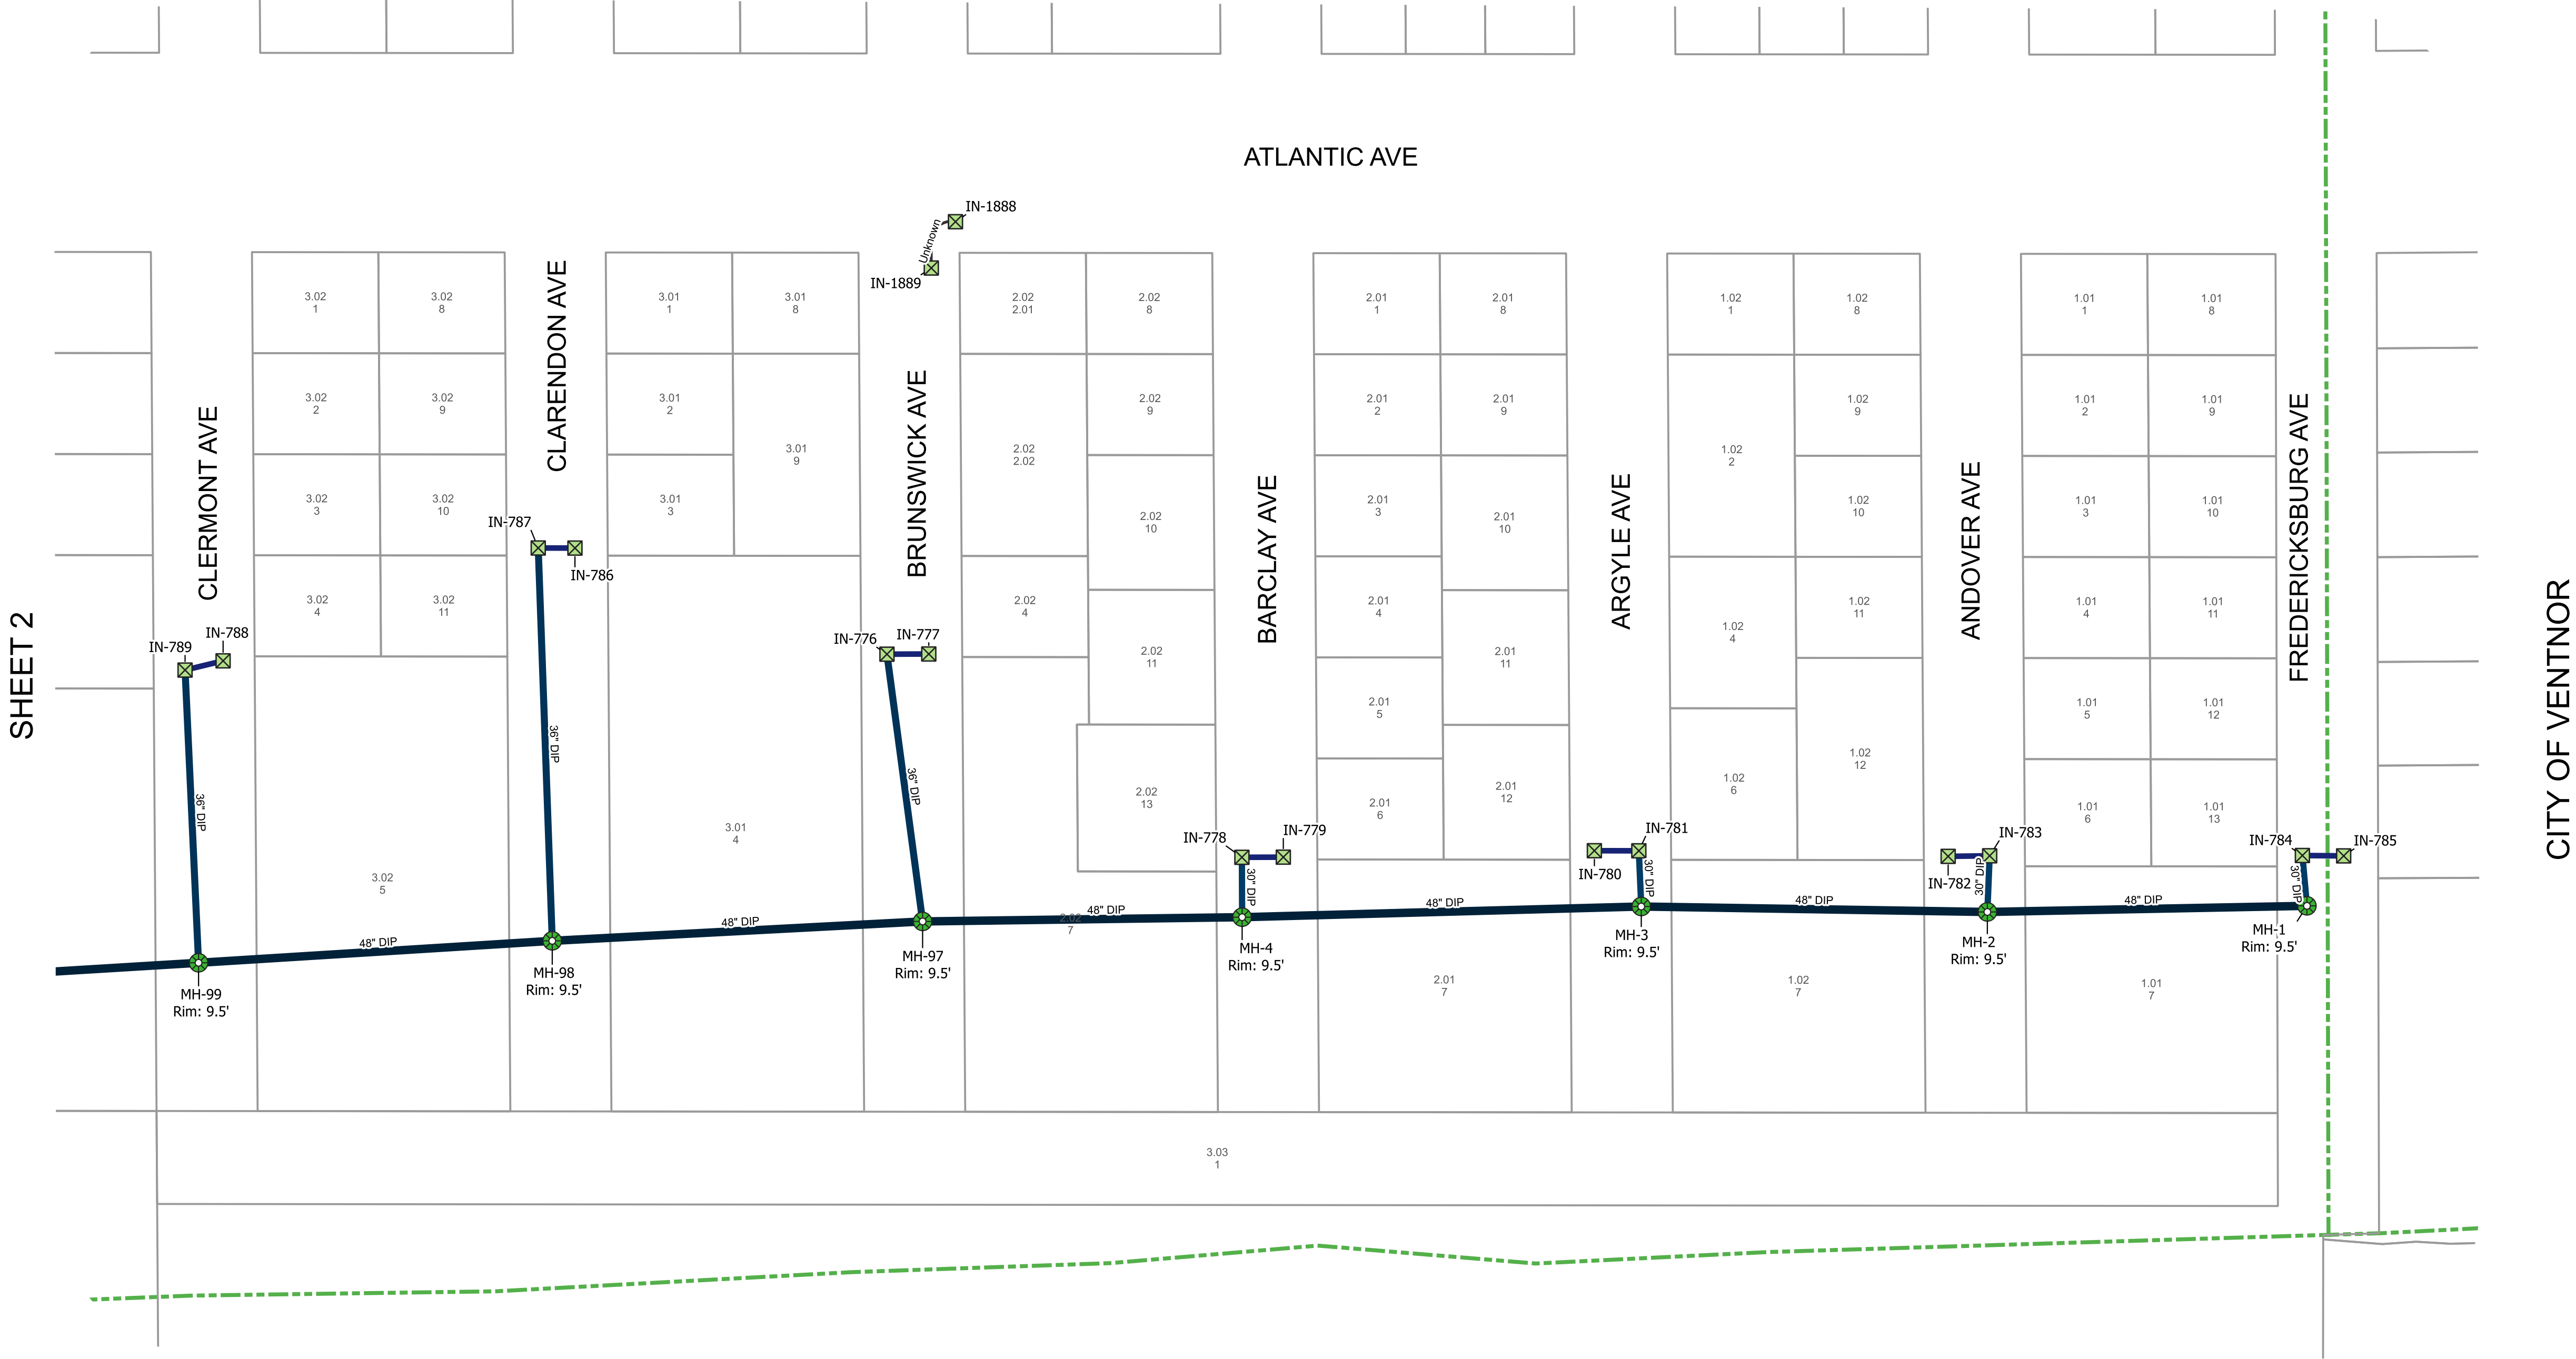 ATLANTIC AVE
IN-1888
Unknown
IN-1889
3.02
1
3.02
8
3.01
1
3.01
8
2.02
2.01
2.02
8
2.01
1
2.01
8
1.02
1
1.02
8
1.01
1
1.01
8
3.02
2
3.02
9
3.01
2
3.01
9
2.02
2.02
2.02
9
2.01
2
2.01
9
1.02
2
1.02
9
1.01
2
1.01
9
3.02
3
3.02
10
3.01
3
2.02
10
2.01
3
2.01
10
1.02
10
1.01
3
1.01
10
3.02
4
3.02
11
2.02
4
2.02
11
2.01
4
2.01
11
1.02
4
1.02
11
1.01
4
1.01
11
2.01
5
1.01
5
1.01
12
3.02
5
3.01
4
2.02
13
2.01
6
2.01
12
1.02
6
1.02
12
1.01
6
1.01
13
SHEET 2
CLERMONT AVE
CLARENDON AVE
BRUNSWICK AVE
BARCLAY AVE
ARGYLE AVE
ANDOVER AVE
FREDERICKSBURG AVE
CITY OF VENTNOR
IN-787
IN-786
IN-789
IN-788
IN-776
IN-777
IN-778
IN-779
IN-780
IN-781
IN-782
IN-783
IN-784
IN-785
36" DIP
36" DIP
36" DIP
30" DIP
30" DIP
30" DIP
30" DIP
48" DIP
48" DIP
48" DIP
48" DIP
48" DIP
48" DIP
MH-99
Rim: 9.5'
MH-98
Rim: 9.5'
MH-97
Rim: 9.5'
MH-4
Rim: 9.5'
MH-3
Rim: 9.5'
MH-2
Rim: 9.5'
MH-1
Rim: 9.5'
2.02
7
2.01
7
1.02
7
1.01
7
3.03
1